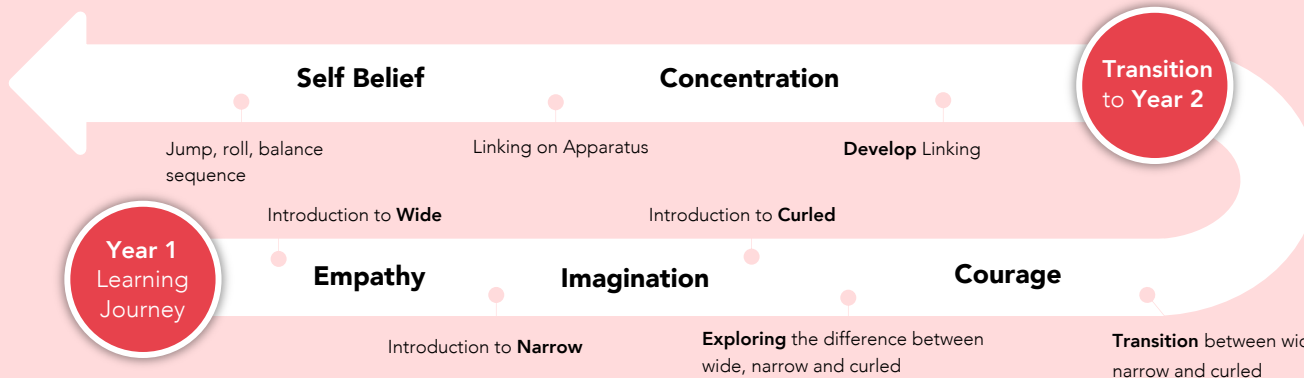 Self Belief
Concentration
Transition
to Year 2
Jump, roll, balance
sequence
Linking on Apparatus
Develop Linking
Introduction to Wide
Introduction to Curled
Year 1
Learning
Journey
Empathy
Imagination
Courage
Introduction to Narrow
Exploring the difference between
wide, narrow and curled
Transition between
narrow and curled